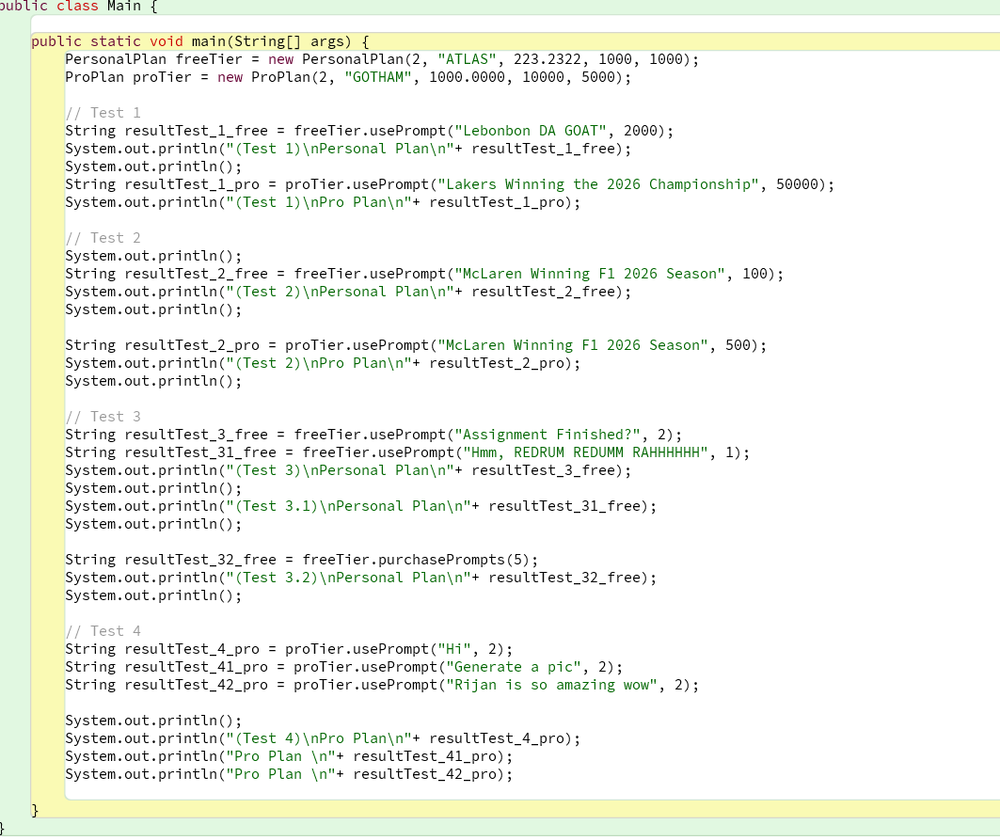 public class Main {
public static void main(String[] args) {
PersonalPlan freeTier = new PersonalPlan(2, "ATLAS", 223.2322, 1000, 1000);
ProPlan proTier = new ProPlan(2, "GOTHAM", 1000.0000, 10000, 5000);
// Test 1
String resultTest_1_free = freeTier.usePrompt("Lebonbon DA GOAT", 2000);
System.out.println("(Test 1)\nPersonal Plan\n"+ resultTest_1_free);
System.out.println();
String resultTest_1_pro = proTier.usePrompt("Lakers Winning the 2026 Championship", 50000);
System.out.println("(Test 1)\nPro Plan\n"+ resultTest_1_pro);
// Test 2
System.out.println();
String resultTest_2_free = freeTier.usePrompt("McLaren Winning F1 2026 Season", 100);
System.out.println("(Test 2)\nPersonal Plan\n"+ resultTest_2_free);
System.out.println();
String resultTest_2_pro = proTier.usePrompt("McLaren Winning F1 2026 Season", 500);
System.out.println("(Test 2)\nPro Plan\n"+ resultTest_2_pro);
System.out.println();
// Test 3
String resultTest_3_free = freeTier.usePrompt("Assignment Finished?", 2);
String resultTest_31_free = freeTier.usePrompt("Hmm, REDRUM REDUMM RAHHHHHH", 1);
System.out.println("(Test 3)\nPersonal Plan\n"+ resultTest_3_free);
System.out.println();
System.out.println("(Test 3.1)\nPersonal Plan\n"+ resultTest_31_free);
System.out.println();
String resultTest_32_free = freeTier.purchasePrompts(5);
System.out.println("(Test 3.2)\nPersonal Plan\n"+ resultTest_32_free);
System.out.println();
// Test 4
String resultTest_4_pro = proTier.usePrompt("Hi", 2);
String resultTest_41_pro = proTier.usePrompt("Generate a pic", 2);
String resultTest_42_pro = proTier.usePrompt("Rijan is so amazing wow", 2);
System.out.println();
System.out.println("(Test 4)\nPro Plan\n"+ resultTest_4_pro);
System.out.println("Pro Plan \n"+ resultTest_41_pro);
System.out.println("Pro Plan \n"+ resultTest_42_pro);
}
}